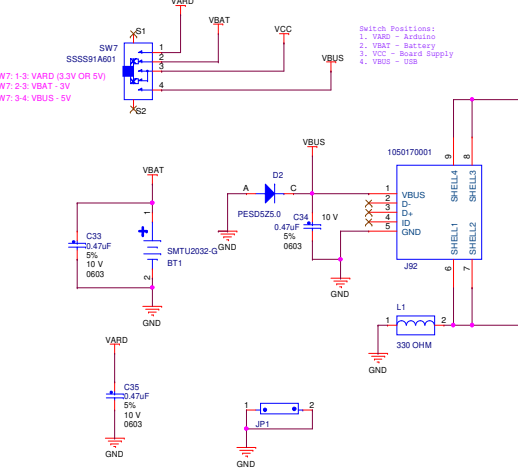 VARD
S1
VBAT
SW7
SSSS91A601
1
2
3
4
VCC
VBUS
Switch Positions:
1. VARD - Arduino
2. VBAT - Battery
3. VCC - Board Supply
4. VBUS - USB
W7: 1-3: VARD (3.3V OR 5V)
W7: 2-3: VBAT - 3V
W7: 3-4: VBUS - 5V
S2
VBUS
1050170001
9
8
SHELL4
SHELL3
VBAT
D2
A
C
PESD5Z5.0
1
2
3
4
5
VBUS
D-
D+
ID
GND
C34
10 V
0.47uF
5%
0603
SHELL1
SHELL2
GND
J92
6
7
1
C33
0.47uF
5%
10 V
0603
SMTU2032-G
BT1
2
GND
GND
L1
1
2
330 OHM
GND
VARD
C35
0.47uF
5%
10 V
0603
GND
1
2
JP1
GND